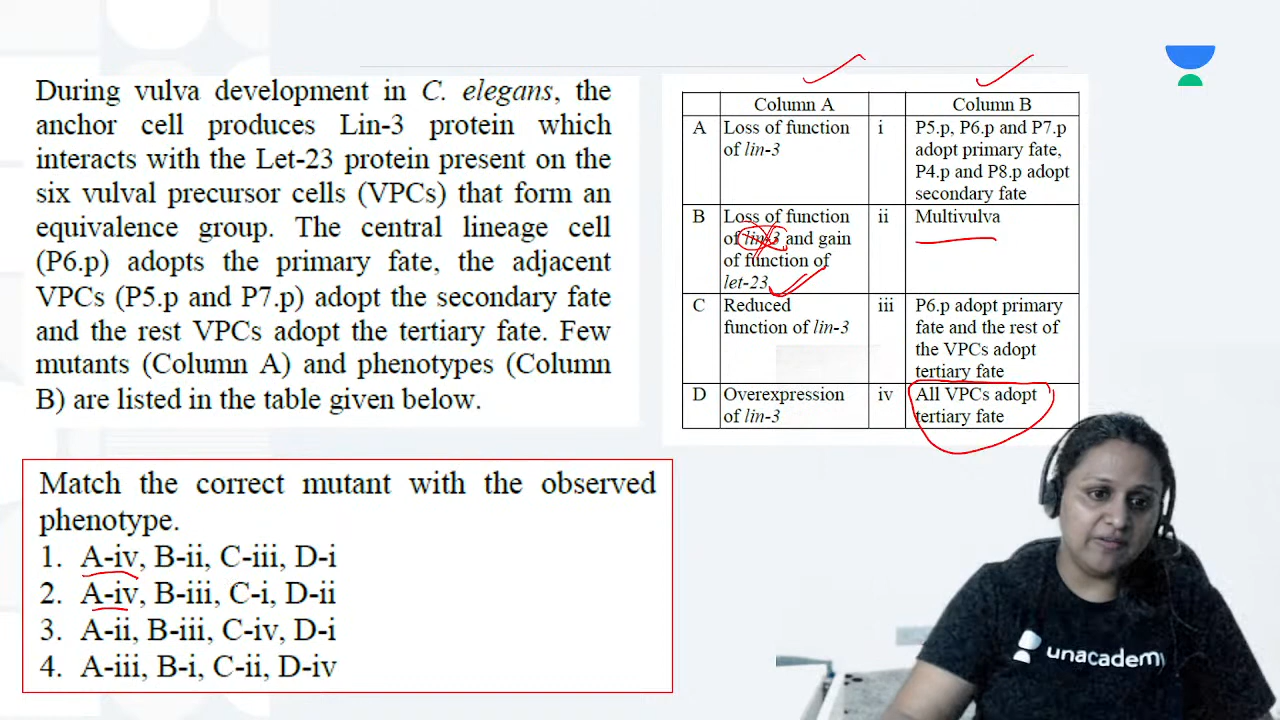 During vulva development in C. elegans, the
anchor cell produces Lin-3 protein which
interacts with the Let-23 protein present on the
six vulval precursor cells (VPCs) that form an
equivalence group. The central lineage cell
(P6.p) adopts the primary fate, the adjacent
VPCs (P5.p and P7.p) adopt the secondary fate
and the rest VPCs adopt the tertiary fate. Few
mutants (Column A) and phenotypes (Column
B) are listed in the table given below.
Column A Column B
A Loss of function i P5.p, P6.p and P7.p
of lin-3 adopt primary fate,
P4.p and P8.p adopt
secondary fate
B Loss of function ii Multivulva
of lin-3 and gain
of function of
let-23
C Reduced iii P6.p adopt primary
function of lin-3 fate and the rest of
the VPCs adopt
tertiary fate
D Overexpression iv All VPCs adopt
of lin-3 tertiary fate
Match the correct mutant with the observed
phenotype.
1. A-iv, B-ii, C-iii, D-i
2. A-iv, B-iii, C-i, D-ii
3. A-ii, B-iii, C-iv, D-i
4. A-iii, B-i, C-ii, D-iv
unacademy